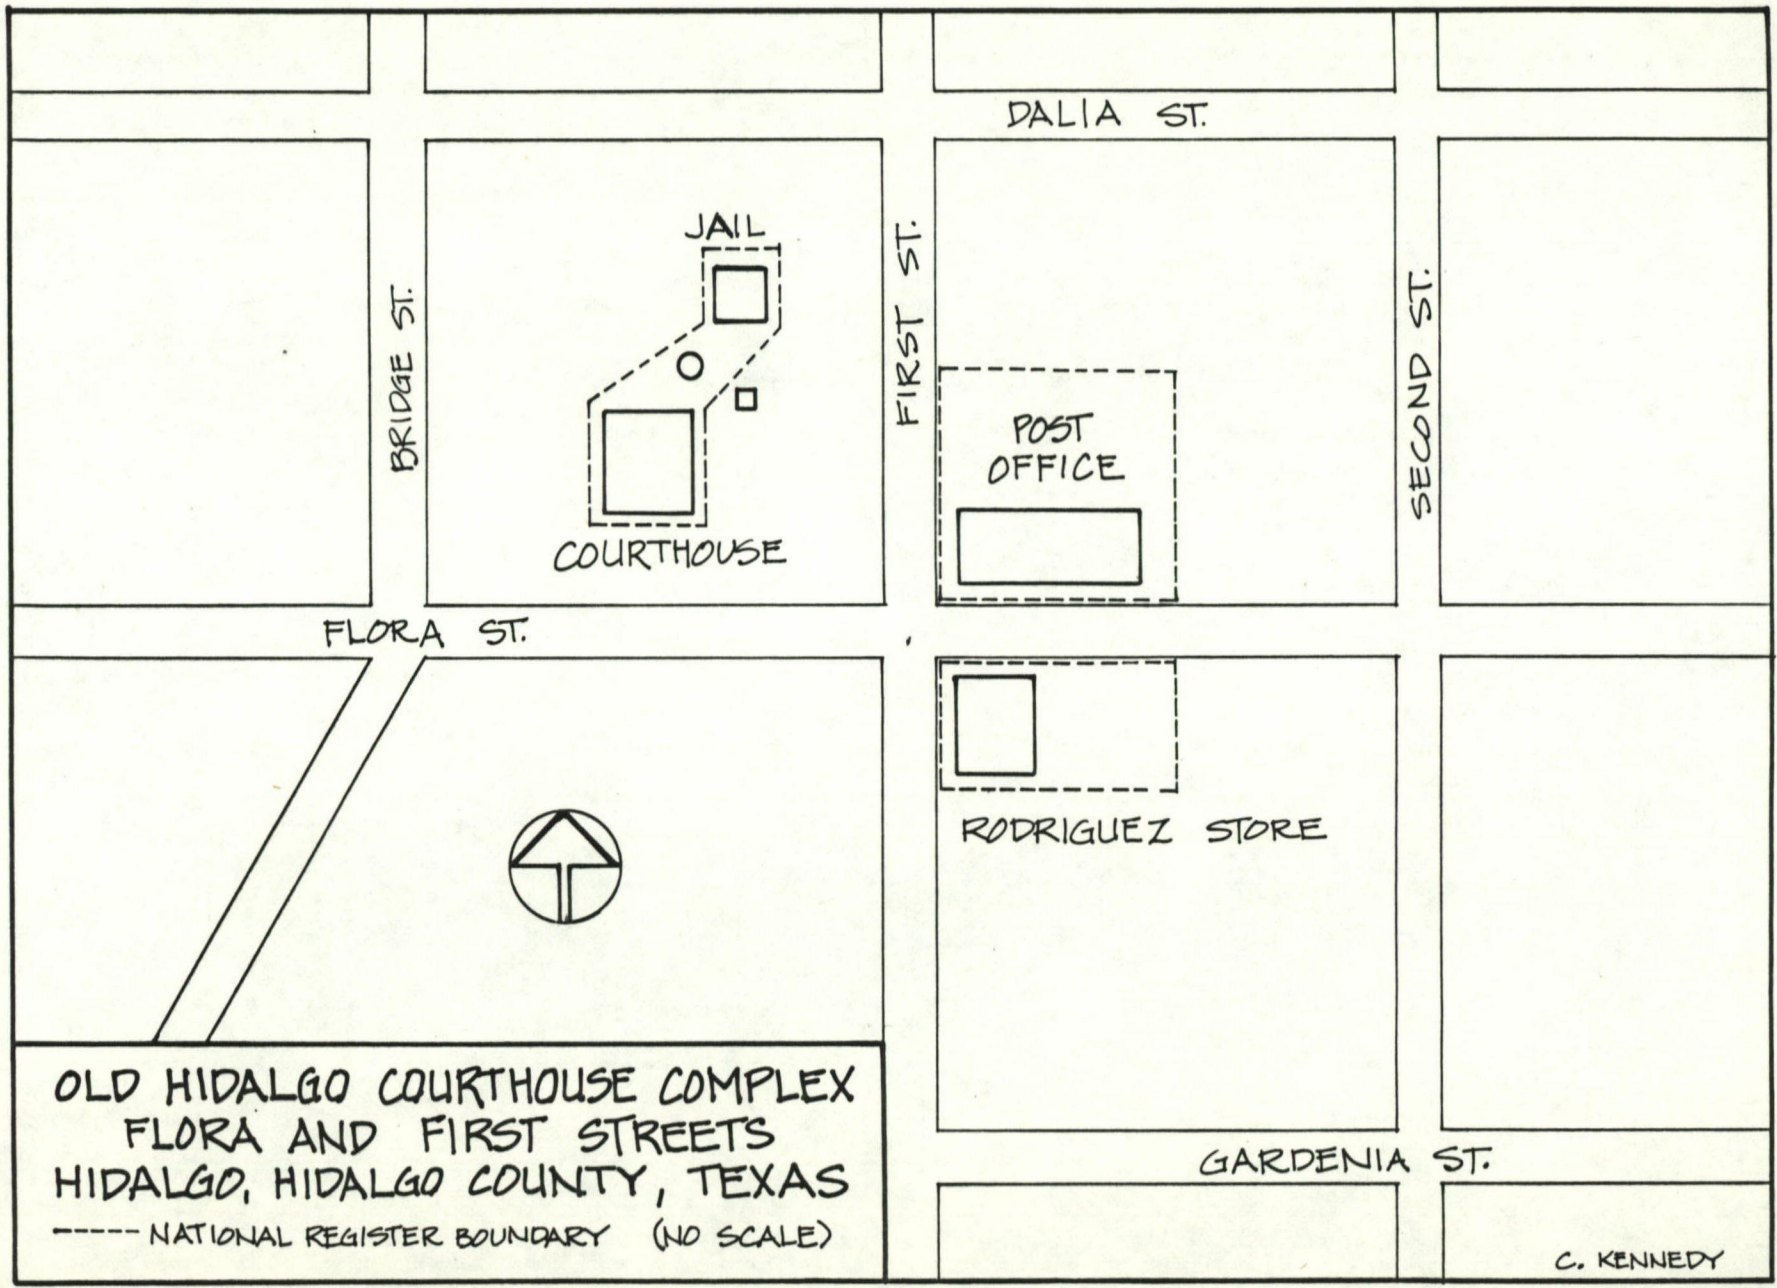 DALIA ST.
JAIL
BRIDGE ST.
FIRST ST.
SECOND ST.
POST
OFFICE
COURTHOUSE
FLORA ST.
RODRIGUEZ STORE
OLD HIDALGO COURTHOUSE COMPLEX
FLORA AND FIRST STREETS
HIDALGO, HIDALGO COUNTY, TEXAS
------ NATIONAL REGISTER BOUNDARY (NO SCALE)
GARDENIA ST.
C. KENNEDY